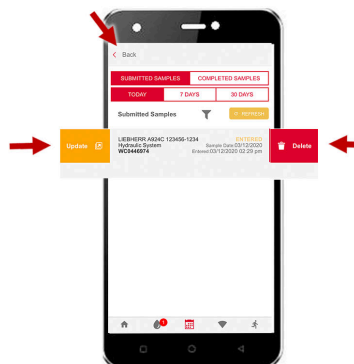 Back
SUBMITTED SAMPLES COMPLETED SAMPLES
TODAY 7 DAYS 30 DAYS
Submitted Samples REFRESH
Update
LIEBHERR A924C 123456-1234 ENTERED
Hydraulic System Sample Date:03/12/2020
WC0446974 Entered:03/12/2020 02:29 pm
Delete
1